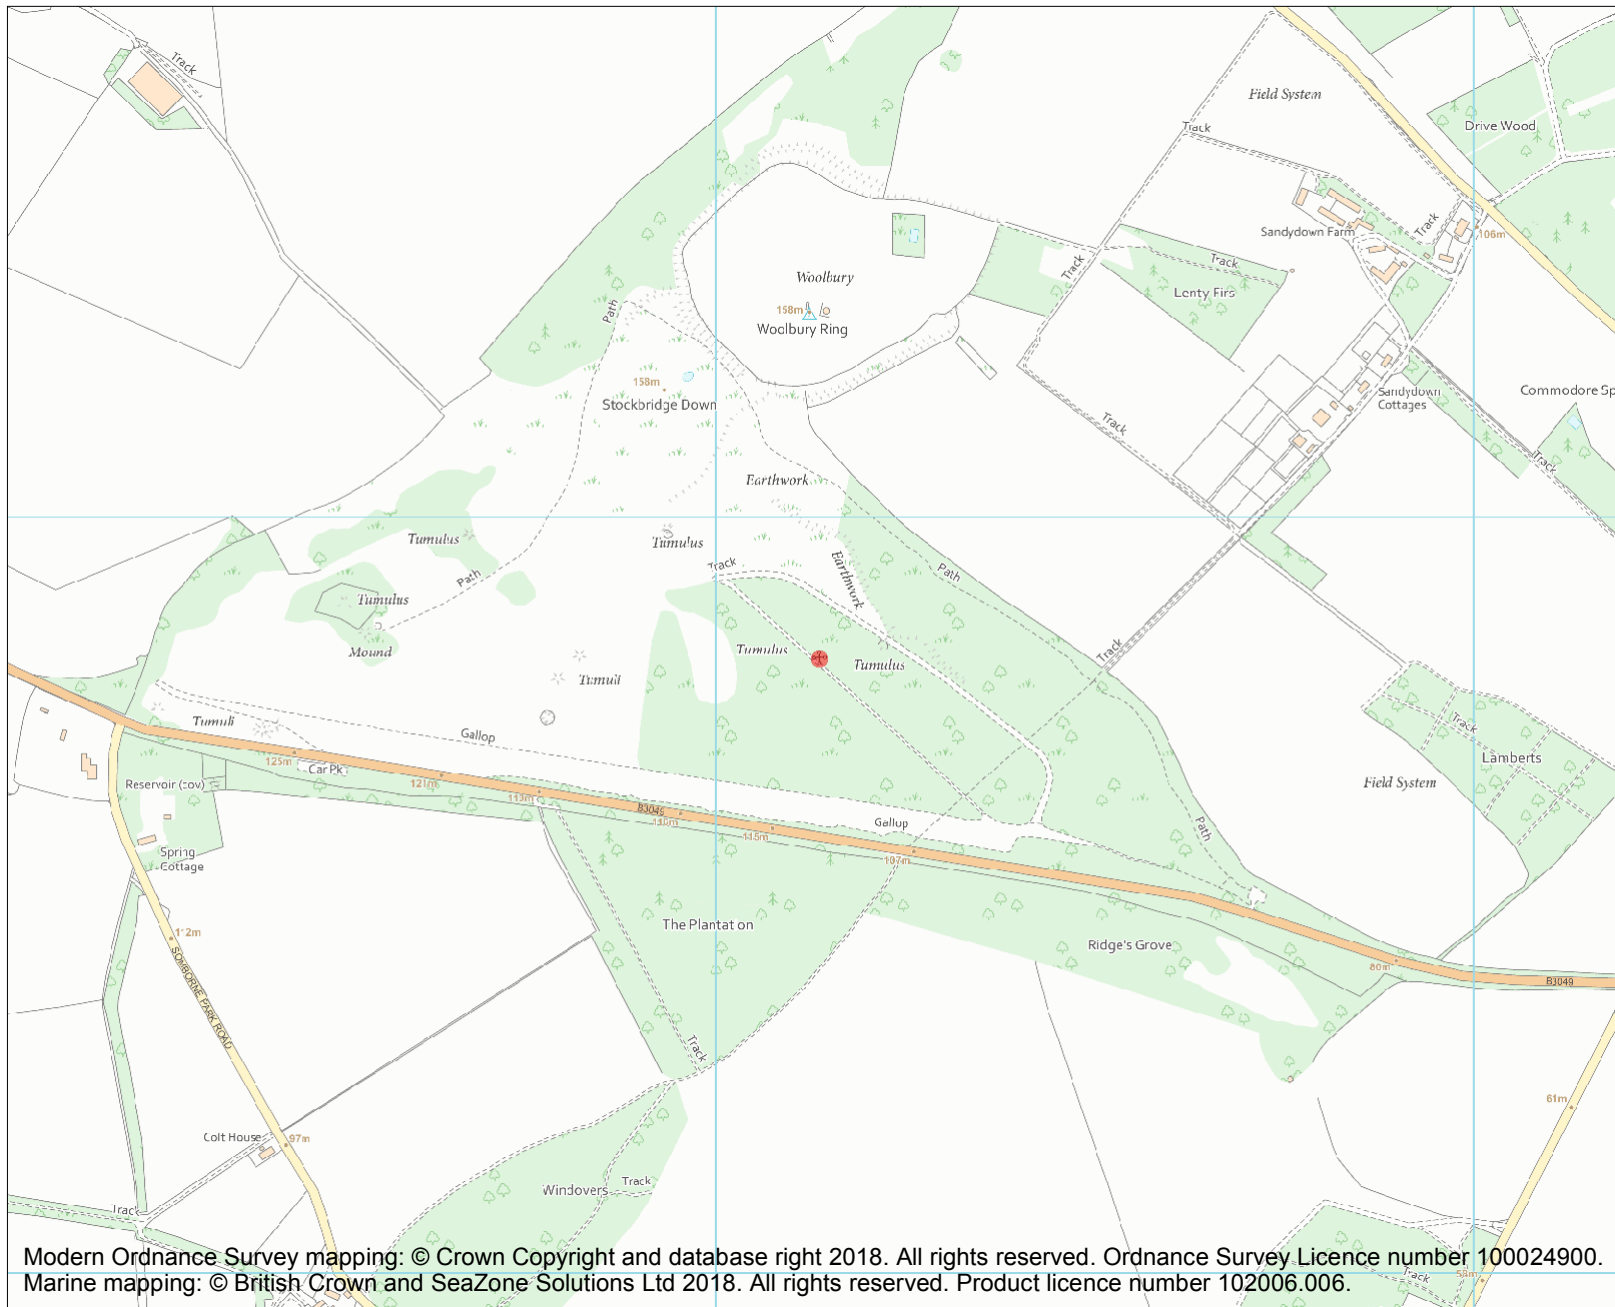 Track
Field System
Drive Wood
Track
Track
Sandydown Farm
106m
Woolbury
Track
Track
Lenty Firs
Path
158m
Woolbury Ring
158m
Stockbridge Down
Sandydown
Cottages
Commodore Sp
Track
Track
Earthwork
Tumulus
Tumulus
Track
Earthwork
Path
Path
Tumulus
Mound
Tumulus
Tumulus
Track
Tumuli
Tumuli
Gallop
Track
Lamberts
125m
Car Pk
121m
Reservoir (cov)
Field System
B3049
Gallop
115m
Path
107m
Spring
Cottage
The Plantation
112m
Ridge's Grove
80m
B3049
SOMBORNE PARK ROAD
Track
61m
Colt House
97m
Windovers
Track
Track
Modern Ordnance Survey mapping: © Crown Copyright and database right 2018. All rights reserved. Ordnance Survey Licence number 100024900.
Track
58m
Marine mapping: © British Crown and SeaZone Solutions Ltd 2018. All rights reserved. Product licence number 102006.006.